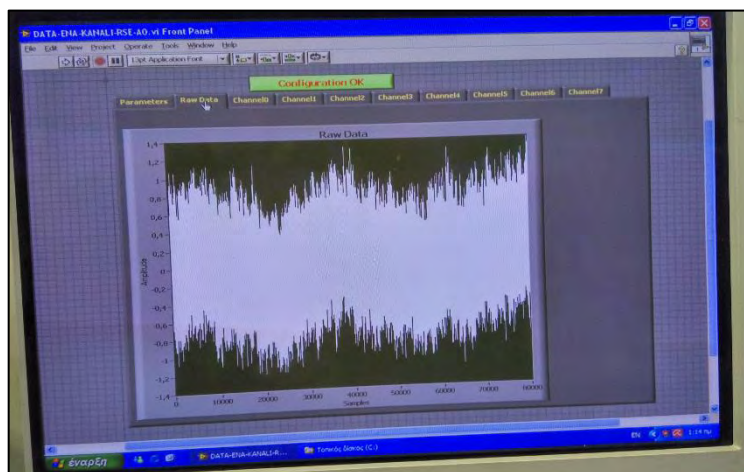 DATA-ENA-KANALI-RSE-A0.vi Front Panel
File Edit View Project Operate Tools Window Help
13pt Application Font
Configuration OK
Parameters Raw Data Channel0 Channel1 Channel2 Channel3 Channel4 Channel5 Channel6 Channel7
Raw Data
1,4
1
0,8
0,6
0,4
0,2
0
-0,2
-0,4
-0,6
-0,8
-1
-1,4
Amplitude
0 10000 20000 30000 40000 50000 60000 70000 80000
Samples
έναρξη
DATA-ENA-KANALI-R...
Τοπικός δίσκος (C:)
EN
1:19 πμ